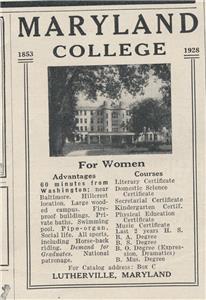 MARYLAND
1853 COLLEGE 1928
For Women
Advantages
60 minutes from
Washington; near
Baltimore. Hillcrest
location. Large wood-
ed campus. Fire-
proof buildings. Private
baths. Swimming
pool. Pipe-organ.
Social life. All sports,
including Horse-back
riding. Demand for
Graduates. National
patronage.
Courses
Literary Certificate
Domestic Science
Certificate
Secretarial Certificate
Kindergarten Certif.
Physical Education
Certificate
Music Certificate
Last 2 years H. S.
B. A. Degree
B. S. Degree
B. O. Degree (Expres-
sion, Dramatics)
B. Mus. Degree
For Catalog address: Box C
LUTHERVILLE, MARYLAND